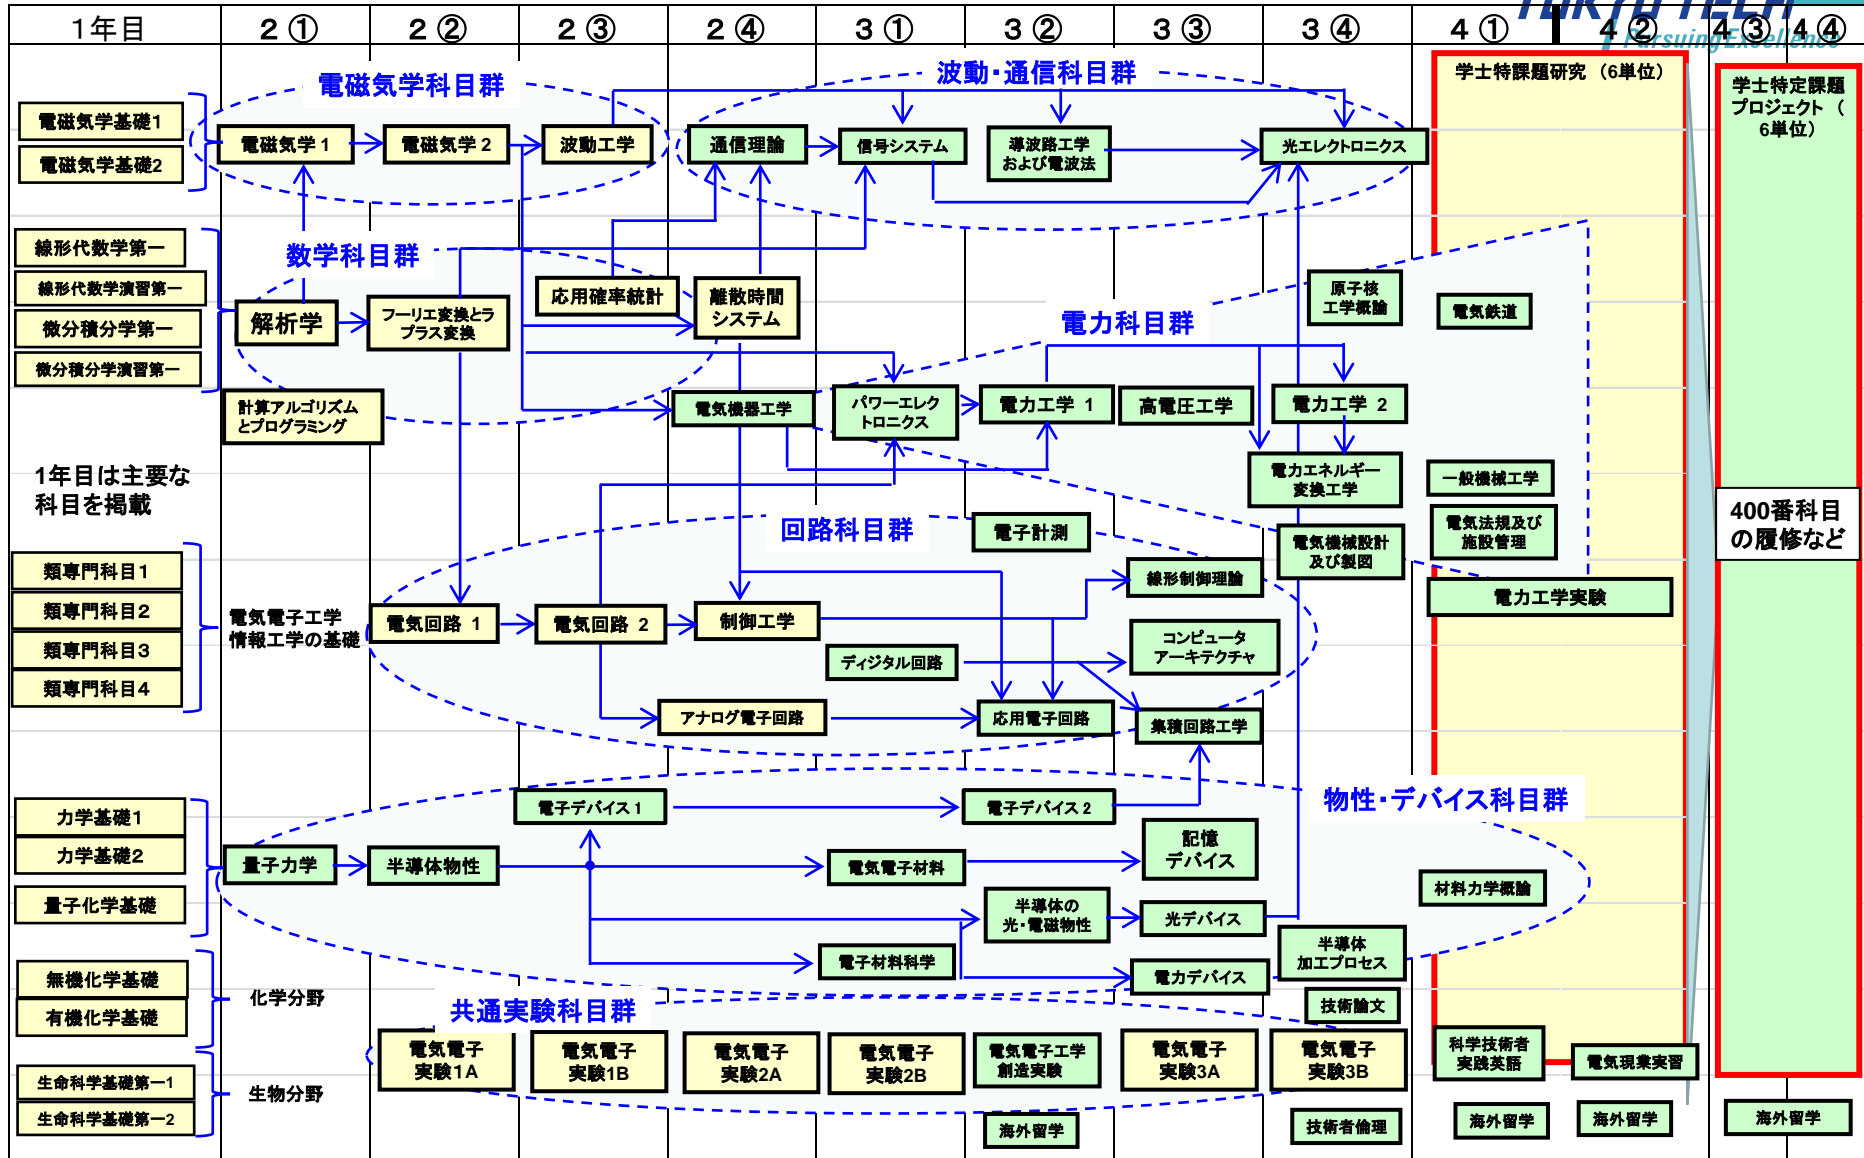 TOKYO TECH
Pursuing Excellence
1年目
2 ①
2 ②
2 ③
2 ④
3 ①
3 ②
3 ③
3 ④
4 ①
4 ②
4 ③
4 ④
電磁気学科目群
波動・通信科目群
学士特課題研究 (6単位)
学士特定課題
プロジェクト (
6単位)
電磁気学基礎1
電磁気学基礎2
電磁気学 1
電磁気学 2
波動工学
通信理論
信号システム
導波路工学
および電波法
光エレクトロニクス
線形代数学第一
線形代数学演習第一
微分積分学第一
微分積分学演習第一
数学科目群
解析学
フーリエ変換とラ
プラス変換
応用確率統計
離散時間
システム
計算アルゴリズム
とプログラミング
電力科目群
原子核
工学概論
電気鉄道
電気機器工学
パワーエレク
トロニクス
電力工学 1
高電圧工学
電力工学 2
電力エネルギー
変換工学
一般機械工学
電気法規及び
施設管理
電気機械設計
及び製図
電力工学実験
1年目は主要な
科目を掲載
400番科目
の履修など
回路科目群
電子計測
線形制御理論
類専門科目1
類専門科目2
類専門科目3
類専門科目4
電気電子工学
情報工学の基礎
電気回路 1
電気回路 2
制御工学
ディジタル回路
コンピュータ
アーキテクチャ
アナログ電子回路
応用電子回路
集積回路工学
物性・デバイス科目群
力学基礎1
力学基礎2
量子化学基礎
電子デバイス 1
電子デバイス 2
量子力学
半導体物性
電気電子材料
記憶
デバイス
材料力学概論
半導体の
光・電磁物性
光デバイス
電子材料科学
電力デバイス
半導体
加工プロセス
無機化学基礎
有機化学基礎
化学分野
共通実験科目群
技術論文
電気電子
実験1A
電気電子
実験1B
電気電子
実験2A
電気電子
実験2B
電気電子工学
創造実験
電気電子
実験3A
電気電子
実験3B
科学技術者
実践英語
電気現業実習
生命科学基礎第一1
生命科学基礎第一2
生物分野
海外留学
技術者倫理
海外留学
海外留学
海外留学